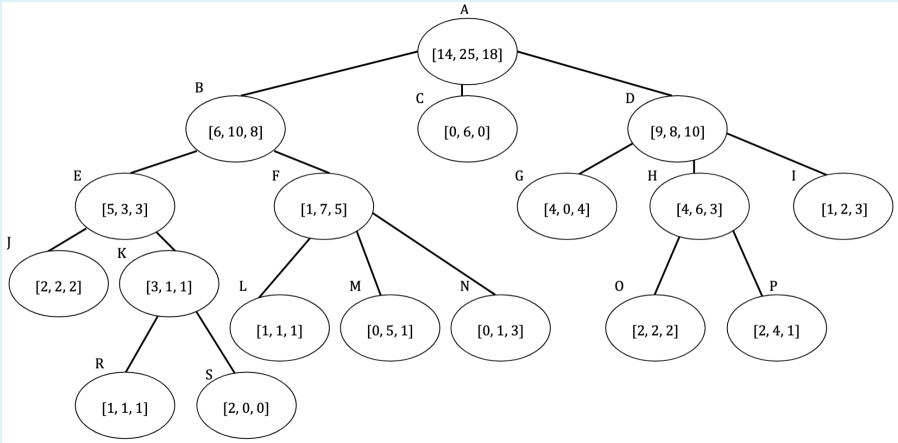 A
[14, 25, 18]
B
[6, 10, 8]
C
[0, 6, 0]
D
[9, 8, 10]
E
[5, 3, 3]
F
[1, 7, 5]
G
[4, 0, 4]
H
[4, 6, 3]
I
[1, 2, 3]
J
[2, 2, 2]
K
[3, 1, 1]
L
[1, 1, 1]
M
[0, 5, 1]
N
[0, 1, 3]
O
[2, 2, 2]
P
[2, 4, 1]
R
[1, 1, 1]
S
[2, 0, 0]